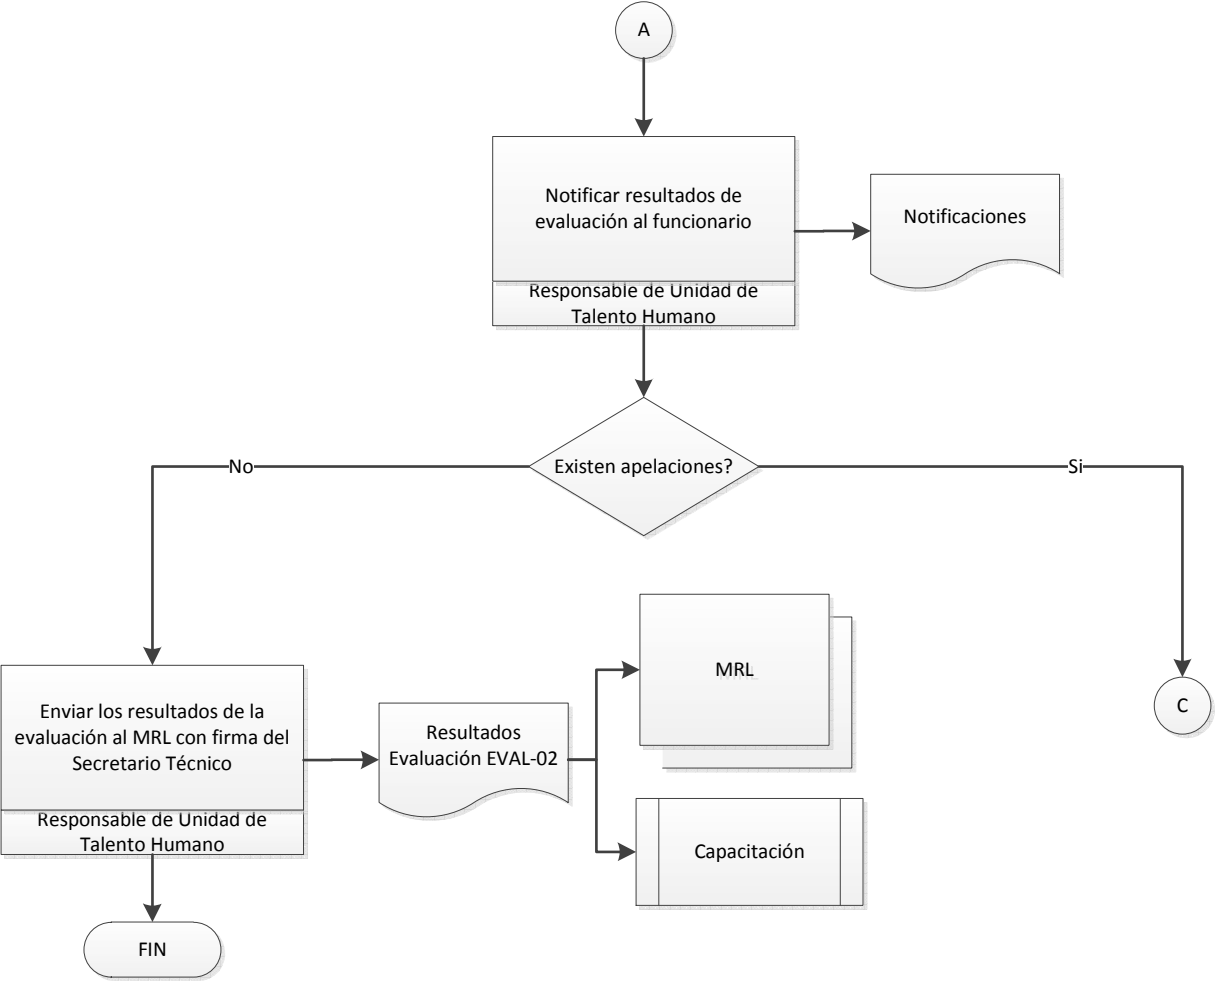 A
Notificar resultados de
evaluación al funcionario
Notificaciones
Responsable de Unidad de
Talento Humano
Existen apelaciones?
No
Si
Enviar los resultados de la
evaluación al MRL con firma del
Secretario Técnico
Responsable de Unidad de
Talento Humano
Resultados
Evaluación EVAL-02
MRL
C
Capacitación
FIN